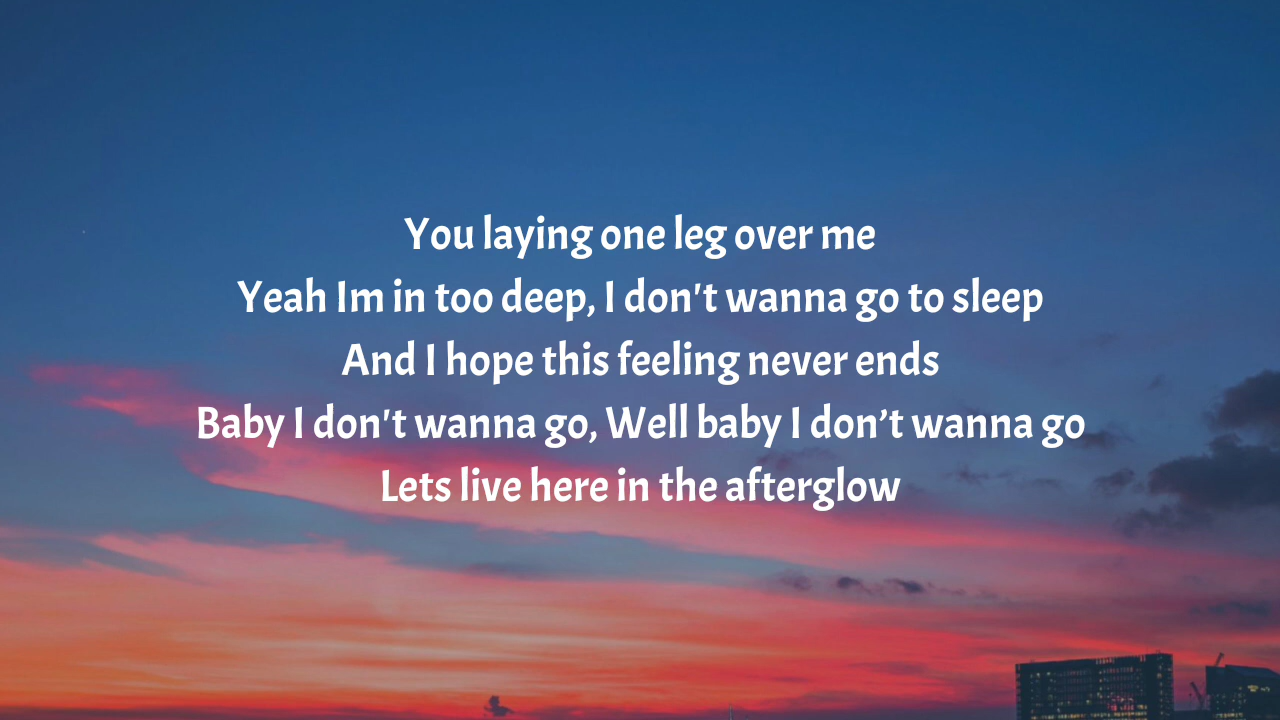 You laying one leg over me
Yeah Im in too deep, I don't wanna go to sleep
And I hope this feeling never ends
Baby I don't wanna go, Well baby I don’t wanna go
Lets live here in the afterglow